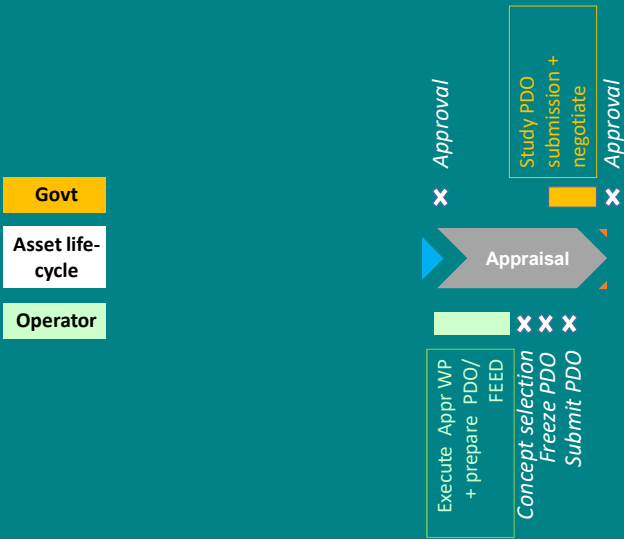 Approval
Study PDO
submission +
negotiate
Approval
Govt
x
x
Asset life-
cycle
Appraisal
Operator
x x x
Execute Appr WP
+ prepare PDO/
FEED
Concept selection
Freeze PDO
Submit PDO